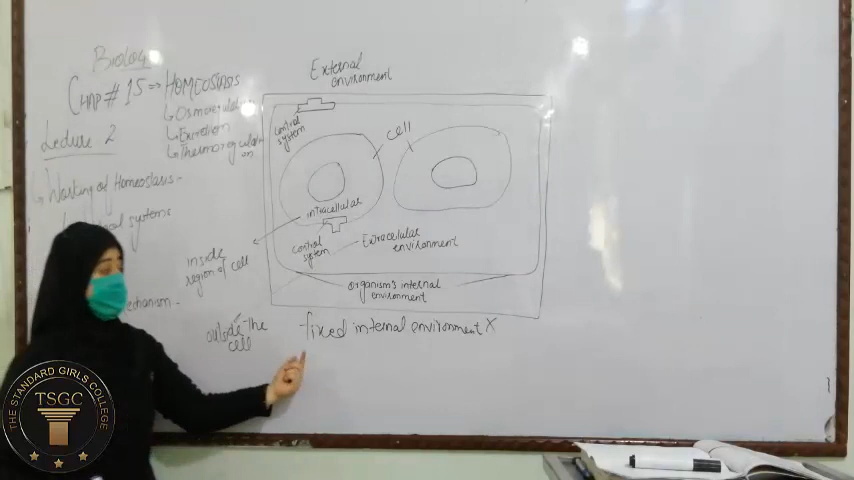 Biology
CHAP # 15 → HOMEOSTASIS
↳ Osmoregulation
↳ Excretion
↳ Thermoregulation
Lecture 2
↳ Working of Homeostasis -
systems
echanism -
External
environment
control
system
cell
intracellular
control
system
Extracellular
environment
inside
region of cell
organism's internal
environment
outside the
cell
- fixed internal environment X
THE STANDARD GIRLS COLLEGE
TSGC